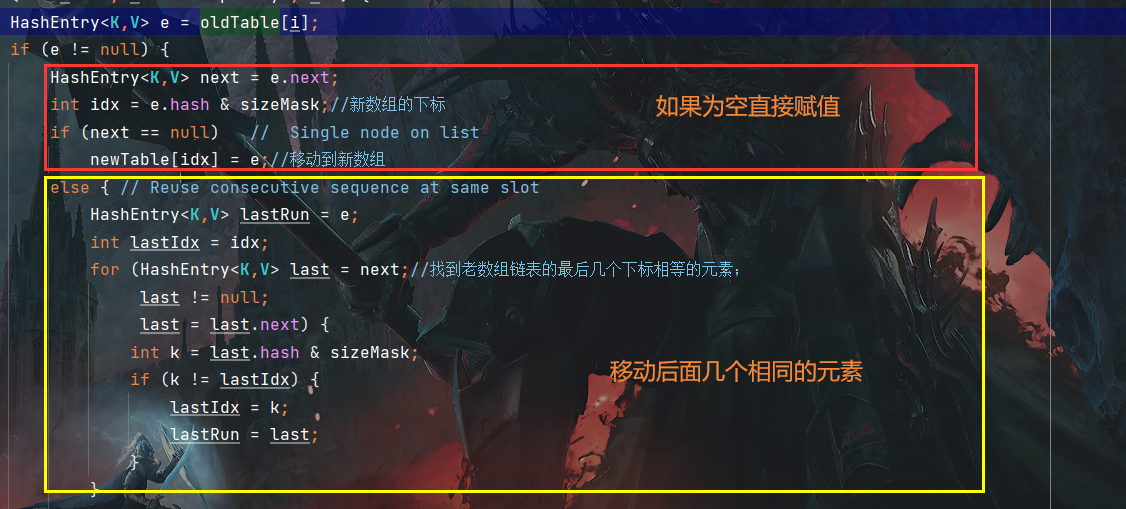 HashEntry<K,V> e = oldTable[i];
if (e != null) {
HashEntry<K,V> next = e.next;
int idx = e.hash & sizeMask;//新数组的下标
如果为空直接赋值
if (next == null)   //  Single node on list
newTable[idx] = e;//移动到新数组
else { // Reuse consecutive sequence at same slot
HashEntry<K,V> lastRun = e;
int lastIdx = idx;
for (HashEntry<K,V> last = next;//找到老数组链表的最后几个下标相等的元素;
last != null;
last = last.next) {
int k = last.hash & sizeMask;
移动后面几个相同的元素
if (k != lastIdx) {
lastIdx = k;
lastRun = last;
}
}